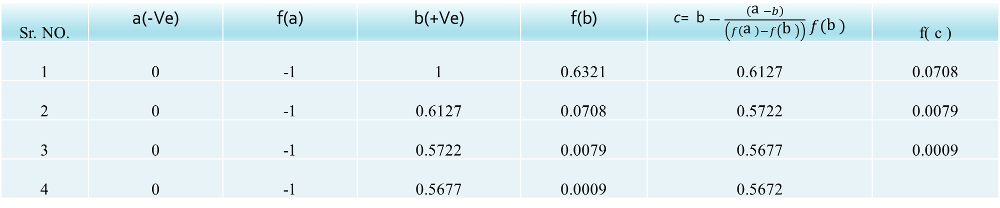 Sr. NO. a(-Ve) f(a) b(+Ve) f(b) c= b − (a −b) / (f(a)−f(b)) f(b) f( c )
1 0 -1 1 0.6321 0.6127 0.0708
2 0 -1 0.6127 0.0708 0.5722 0.0079
3 0 -1 0.5722 0.0079 0.5677 0.0009
4 0 -1 0.5677 0.0009 0.5672